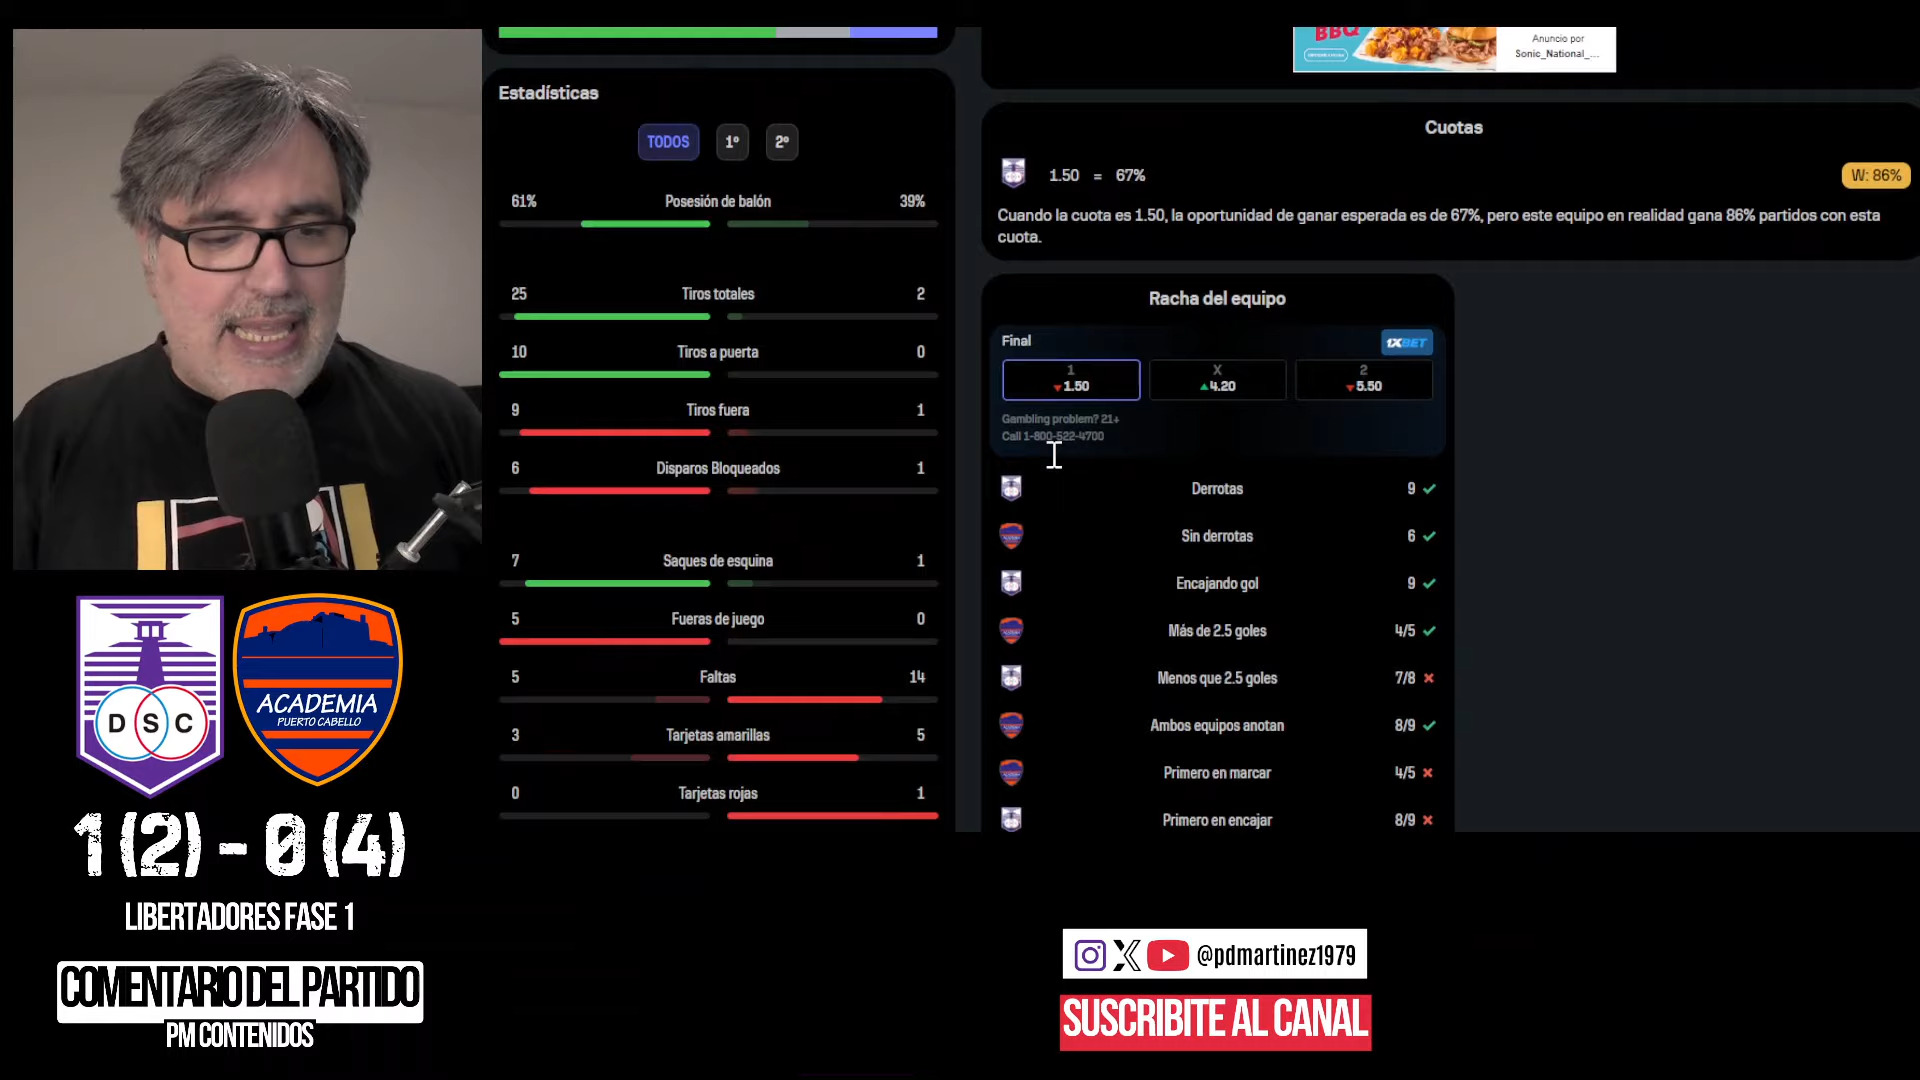 BBQ
Anuncio por
Sonic_National_...
Estadísticas
TODOS
1º
2º
61% Posesión de balón 39%
25 Tiros totales 2
10 Tiros a puerta 0
9 Tiros fuera 1
6 Disparos Bloqueados 1
7 Saques de esquina 1
5 Fueras de juego 0
5 Faltas 14
3 Tarjetas amarillas 5
0 Tarjetas rojas 1
Cuotas
1.50 = 67%
W: 86%
Cuando la cuota es 1.50, la oportunidad de ganar esperada es de 67%, pero este equipo en realidad gana 86% partidos con esta
cuota.
Racha del equipo
Final
1XBET
1 X 2
1.50 4.20 5.50
Gambling problem? 21+
Call 1-800-522-4700
Derrotas 9
Sin derrotas 6
Encajando gol 9
Más de 2.5 goles 4/5
Menos que 2.5 goles 7/8
Ambos equipos anotan 8/9
Primero en marcar 4/5
Primero en encajar 8/9
DSC
ACADEMIA
PUERTO CABELLO
1 (2) - 0 (4)
LIBERTADORES FASE 1
COMENTARIO DEL PARTIDO
PM CONTENIDOS
@pdmartinez1979
SUSCRIBITE AL CANAL